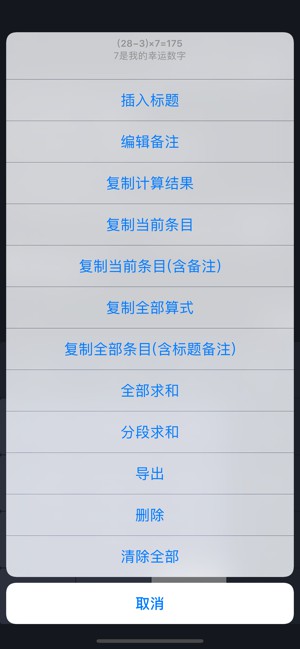 (28−3)×7=175
7是我的幸运数字
插入标题
编辑备注
复制计算结果
复制当前条目
复制当前条目(含备注)
复制全部算式
复制全部条目(含标题备注)
全部求和
分段求和
导出
删除
清除全部
取消